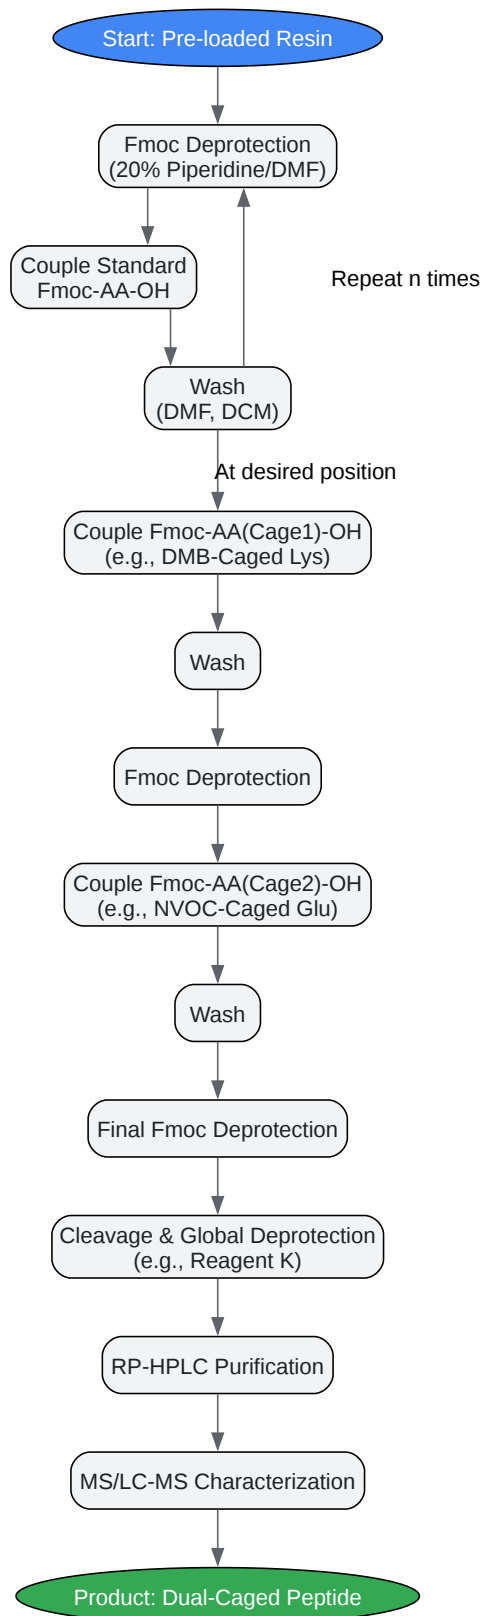 Start: Pre-loaded Resin
Fmoc Deprotection
(20% Piperidine/DMF)
Couple Standard
Fmoc-AA-OH
Repeat n times
Wash
(DMF, DCM)
At desired position
Couple Fmoc-AA(Cage1)-OH
(e.g., DMB-Caged Lys)
Wash
Fmoc Deprotection
Couple Fmoc-AA(Cage2)-OH
(e.g., NVOC-Caged Glu)
Wash
Final Fmoc Deprotection
Cleavage & Global Deprotection
(e.g., Reagent K)
RP-HPLC Purification
MS/LC-MS Characterization
Product: Dual-Caged Peptide